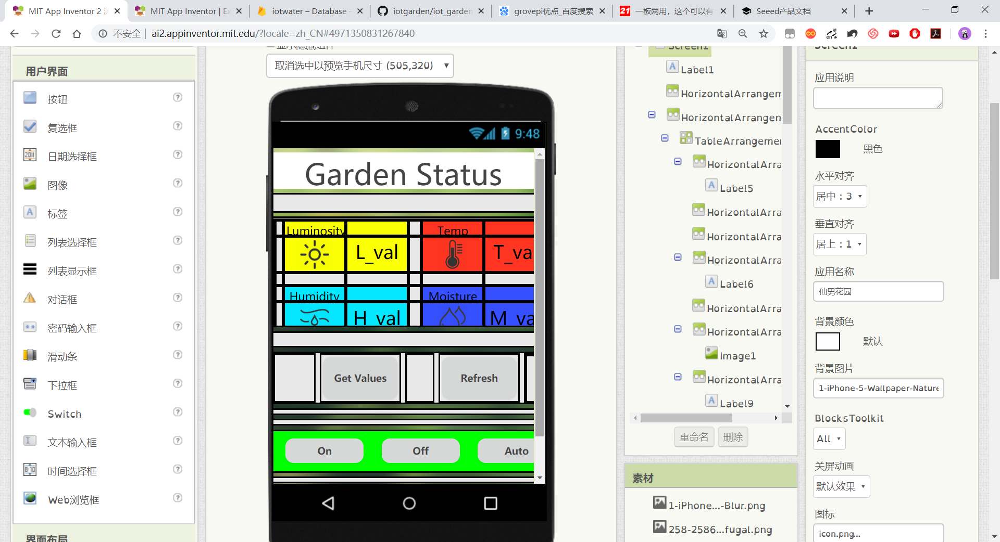 MIT App Inventor 2 测
MIT App Inventor | Ex
iotwater – Database -
iotgarden/iot_garden
grovepi优点_百度搜索
21
一板两用，这个可以有
Seeed产品文档
不安全 | ai2.appinventor.mit.edu/?locale=zh_CN#4971350831267840
用户界面
按钮
复选框
日期选择框
图像
标签
列表选择框
列表显示框
对话框
密码输入框
滑动条
下拉框
Switch
文本输入框
时间选择框
Web浏览框
界面布局
显示隐藏组件
取消选中以预览手机尺寸 (505,320)
9:48
Garden Status
Luminosity
Temp
L_val
T_va
Humidity
Moisture
H_val
M_va
Get Values
Refresh
On
Off
Auto
Screen1
Label1
HorizontalArrangem
HorizontalArrangem
TableArrangemen
HorizontalArra
Label5
HorizontalArra
HorizontalArra
HorizontalArra
Label6
HorizontalArra
HorizontalArra
Image1
HorizontalArra
Label9
重命名
删除
素材
1-iPhone...-Blur.png
258-2586...fugal.png
Screen1
应用说明
AccentColor
黑色
水平对齐
居中 : 3
垂直对齐
居上 : 1
应用名称
仙男花园
背景颜色
默认
背景图片
1-iPhone-5-Wallpaper-Nature
BlocksToolkit
All
关屏动画
默认效果
图标
icon.png...